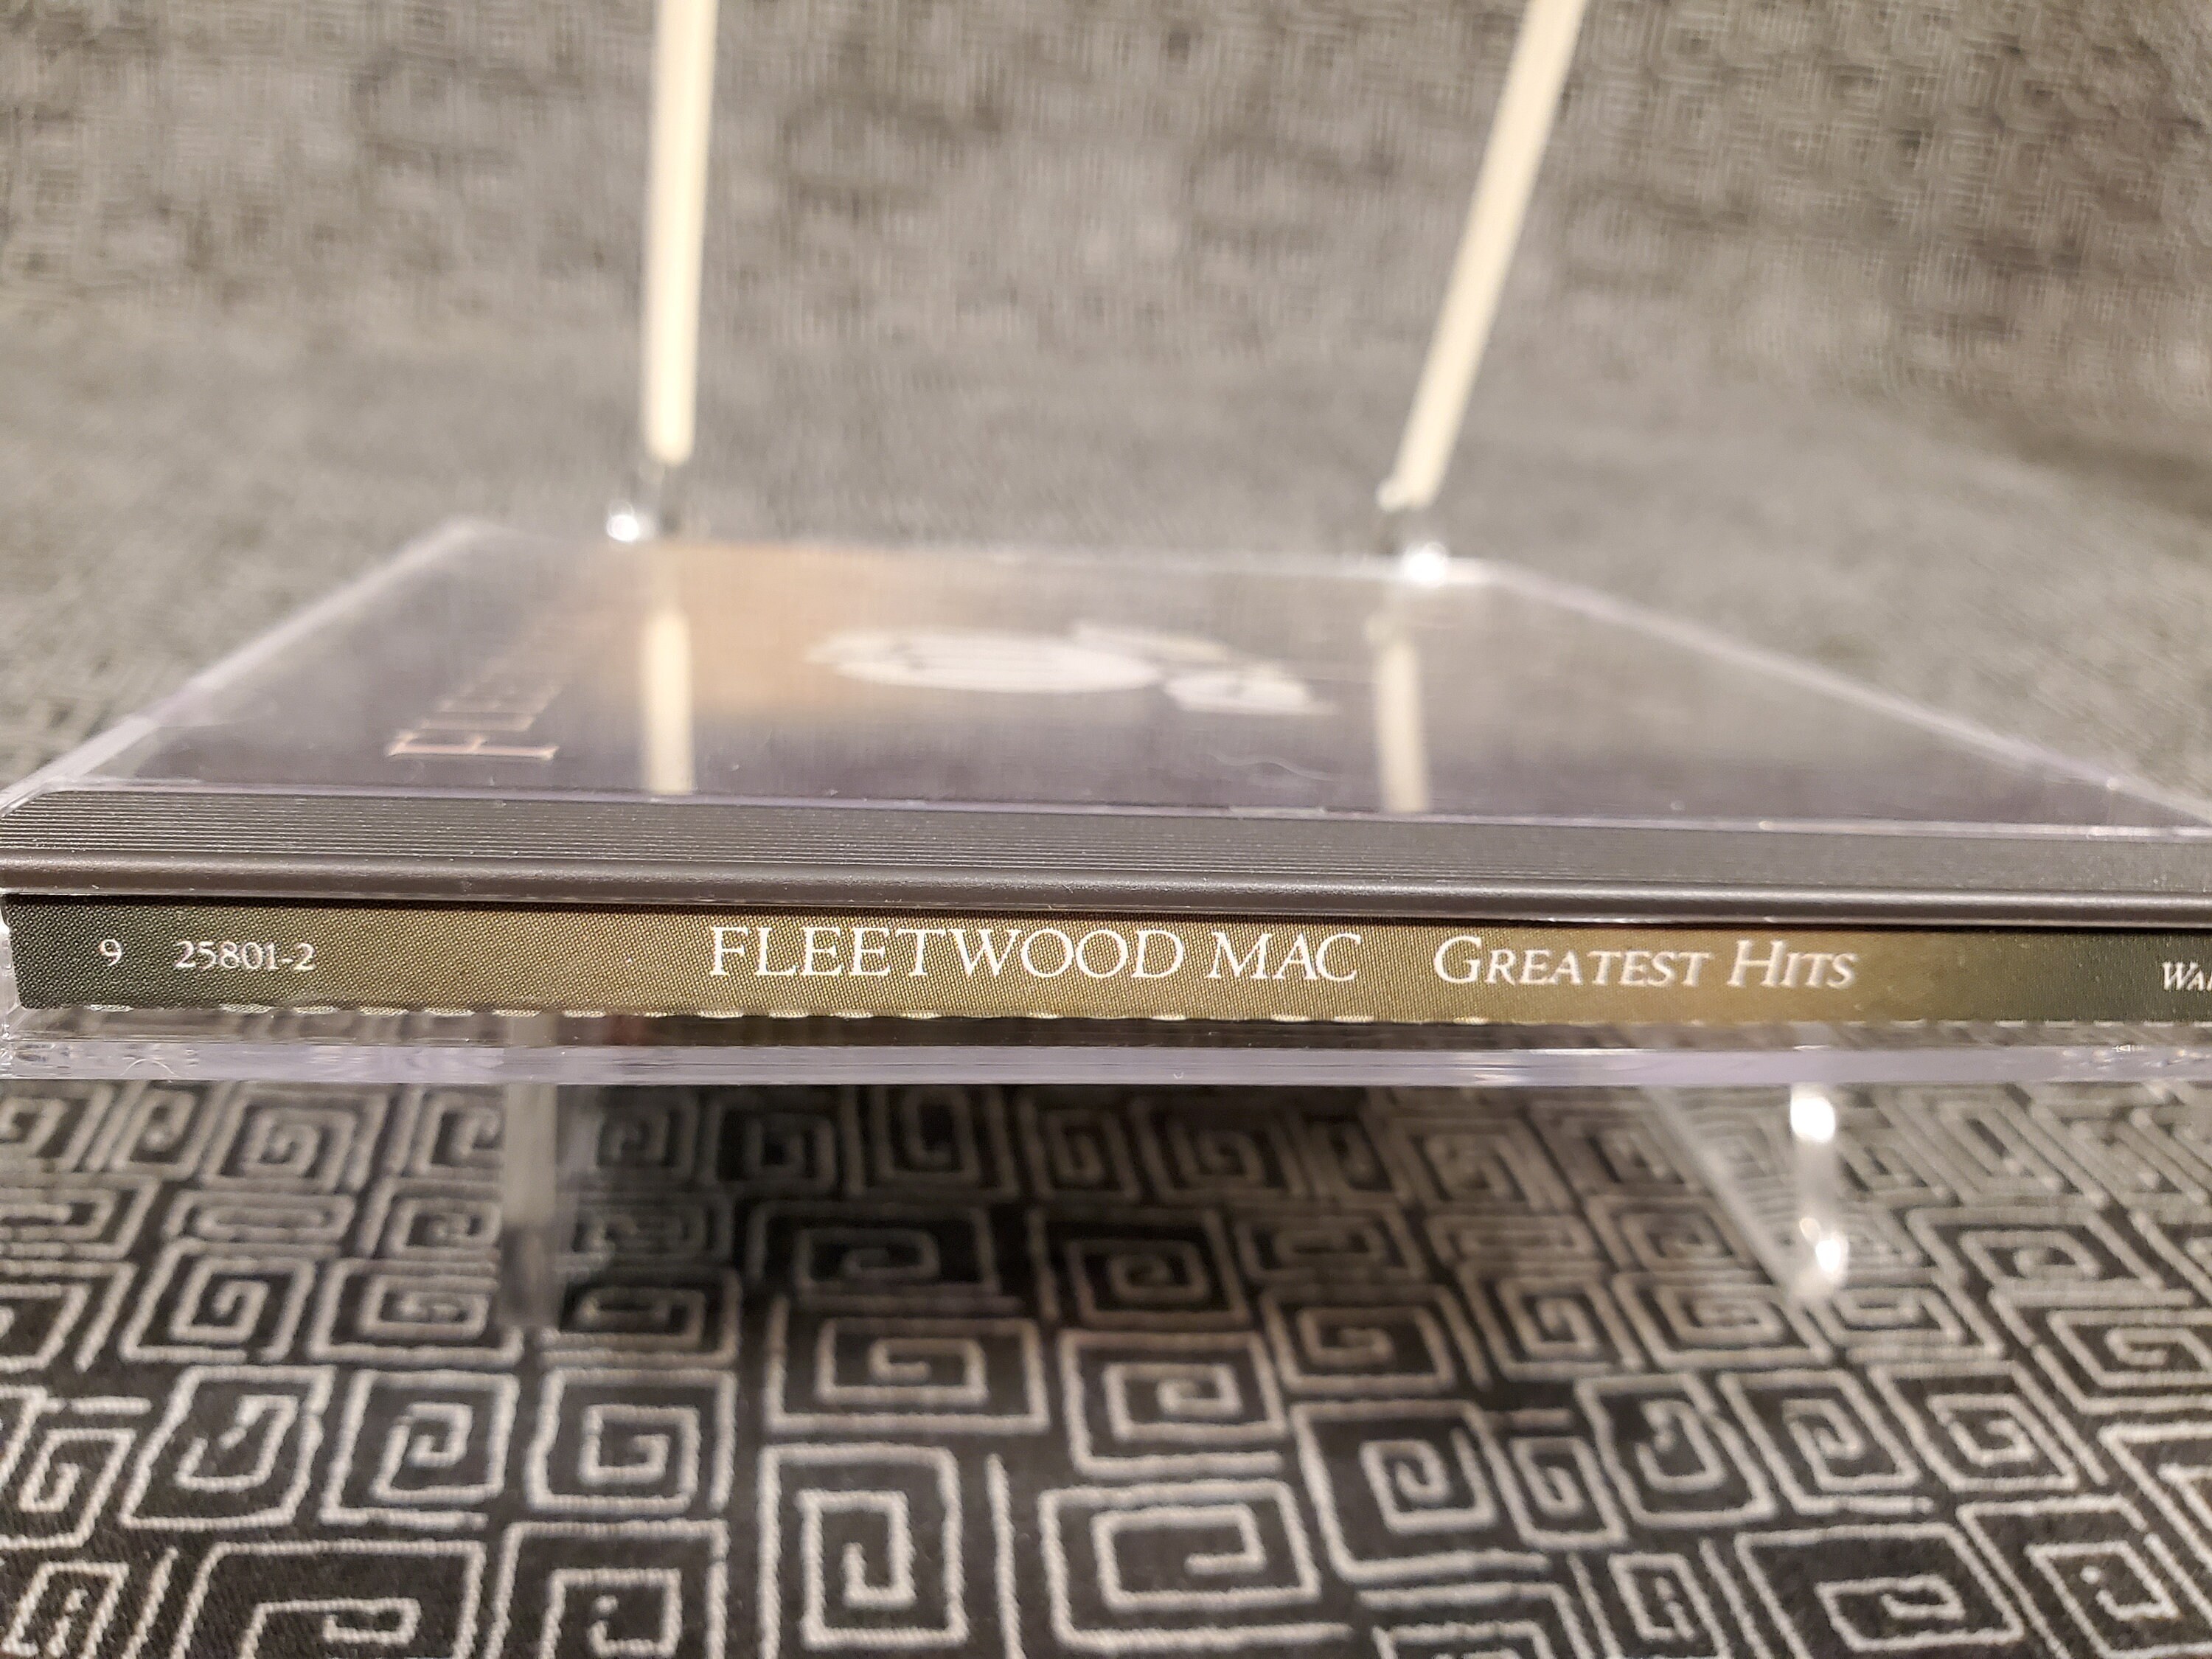 9 25801-2 FLEETWOOD MAC GREATEST HITS